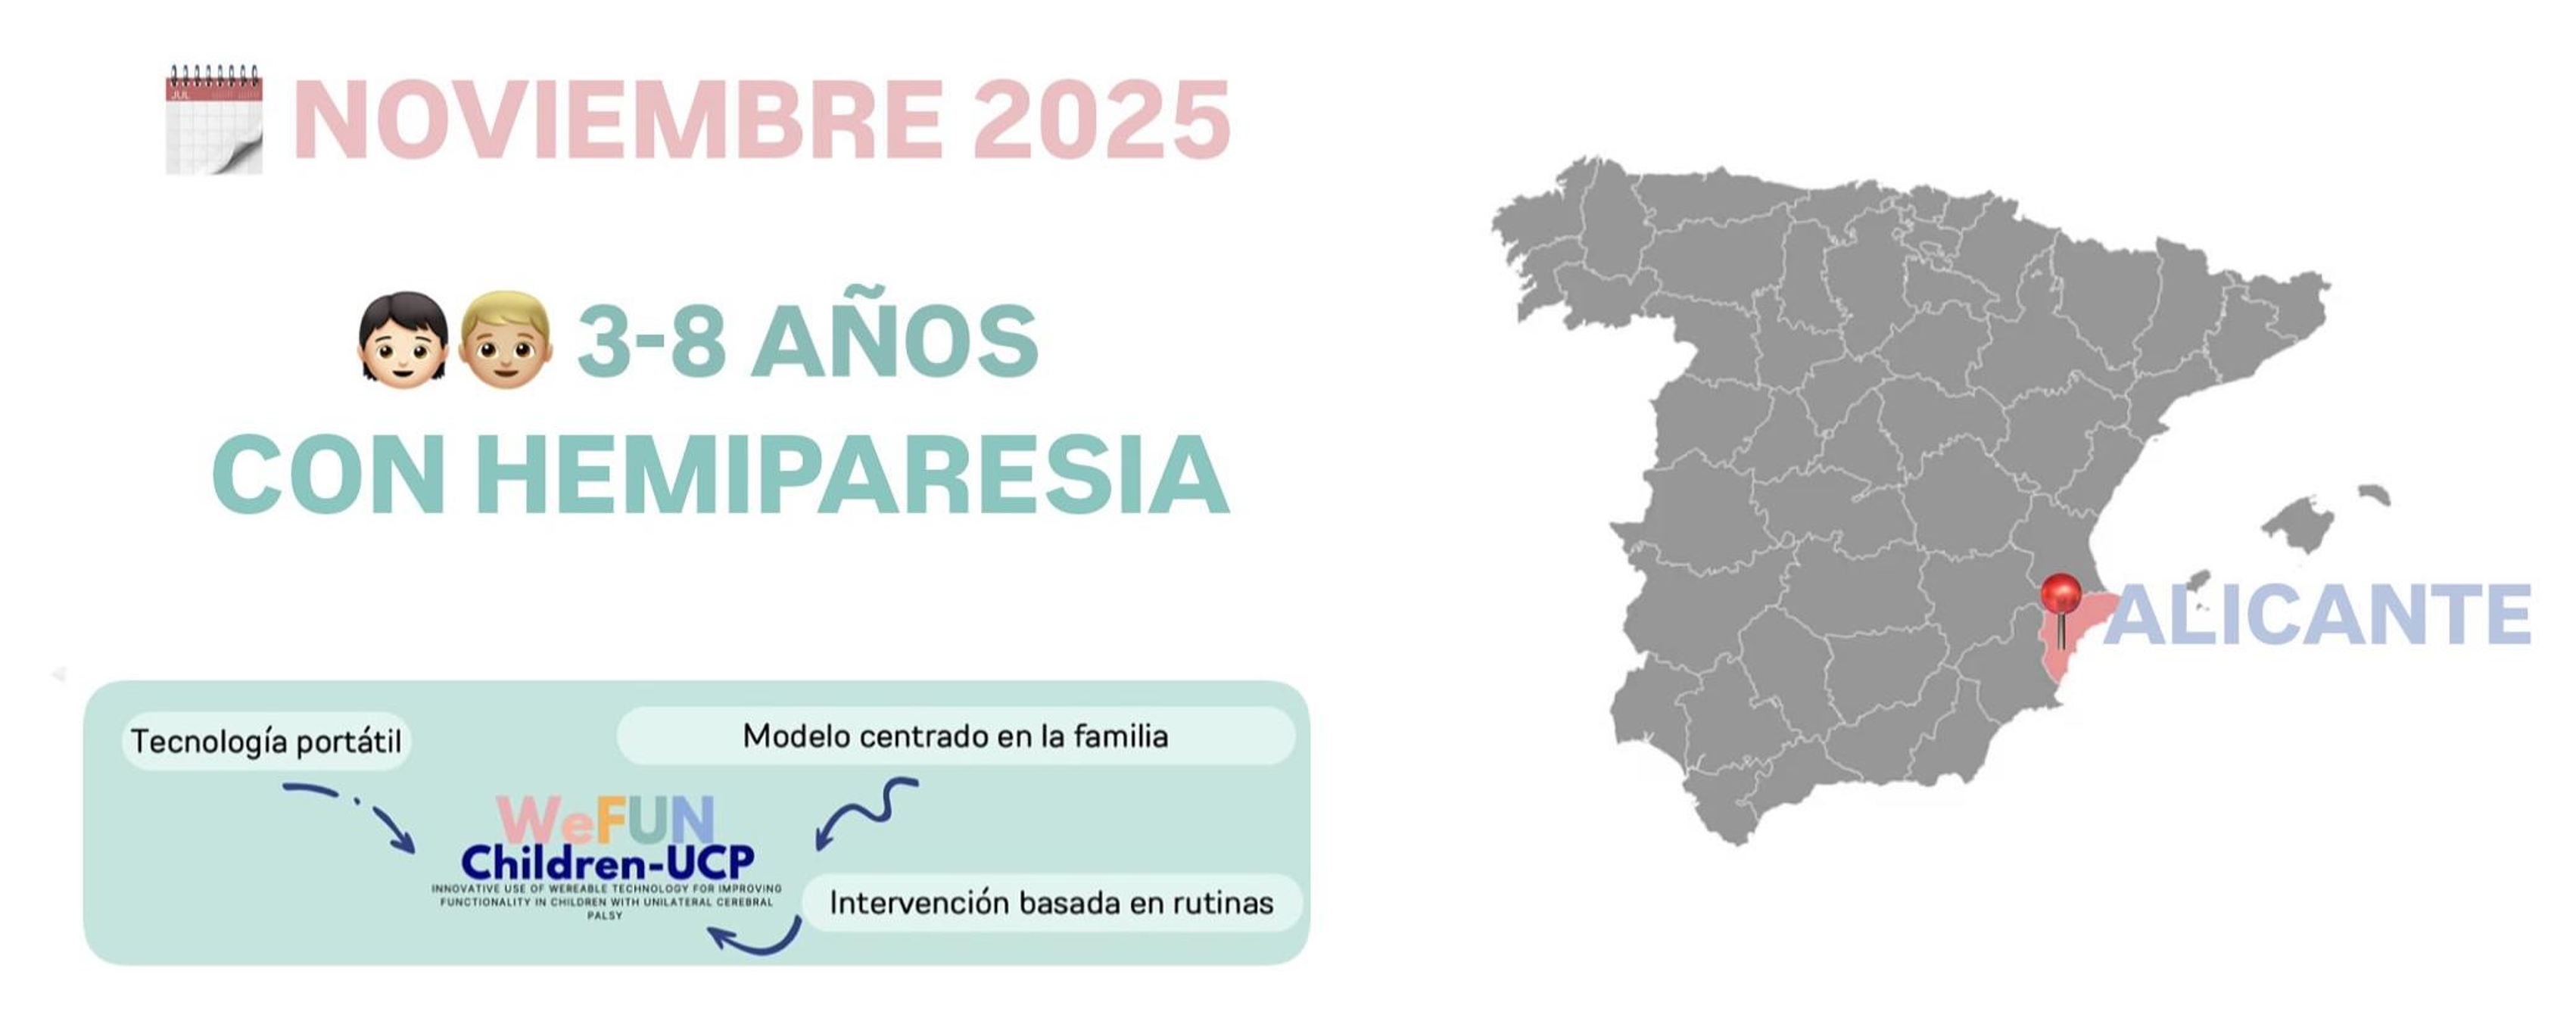 JUL
NOVIEMBRE 2025
3-8 AÑOS
CON HEMIPARESIA
ALICANTE
Tecnología portátil
Modelo centrado en la familia
WeFUN
Children-UCP
INNOVATIVE USE OF WEREABLE TECHNOLOGY FOR IMPROVING
FUNCTIONALITY IN CHILDREN WITH UNILATERAL CEREBRAL
PALSY
Intervención basada en rutinas